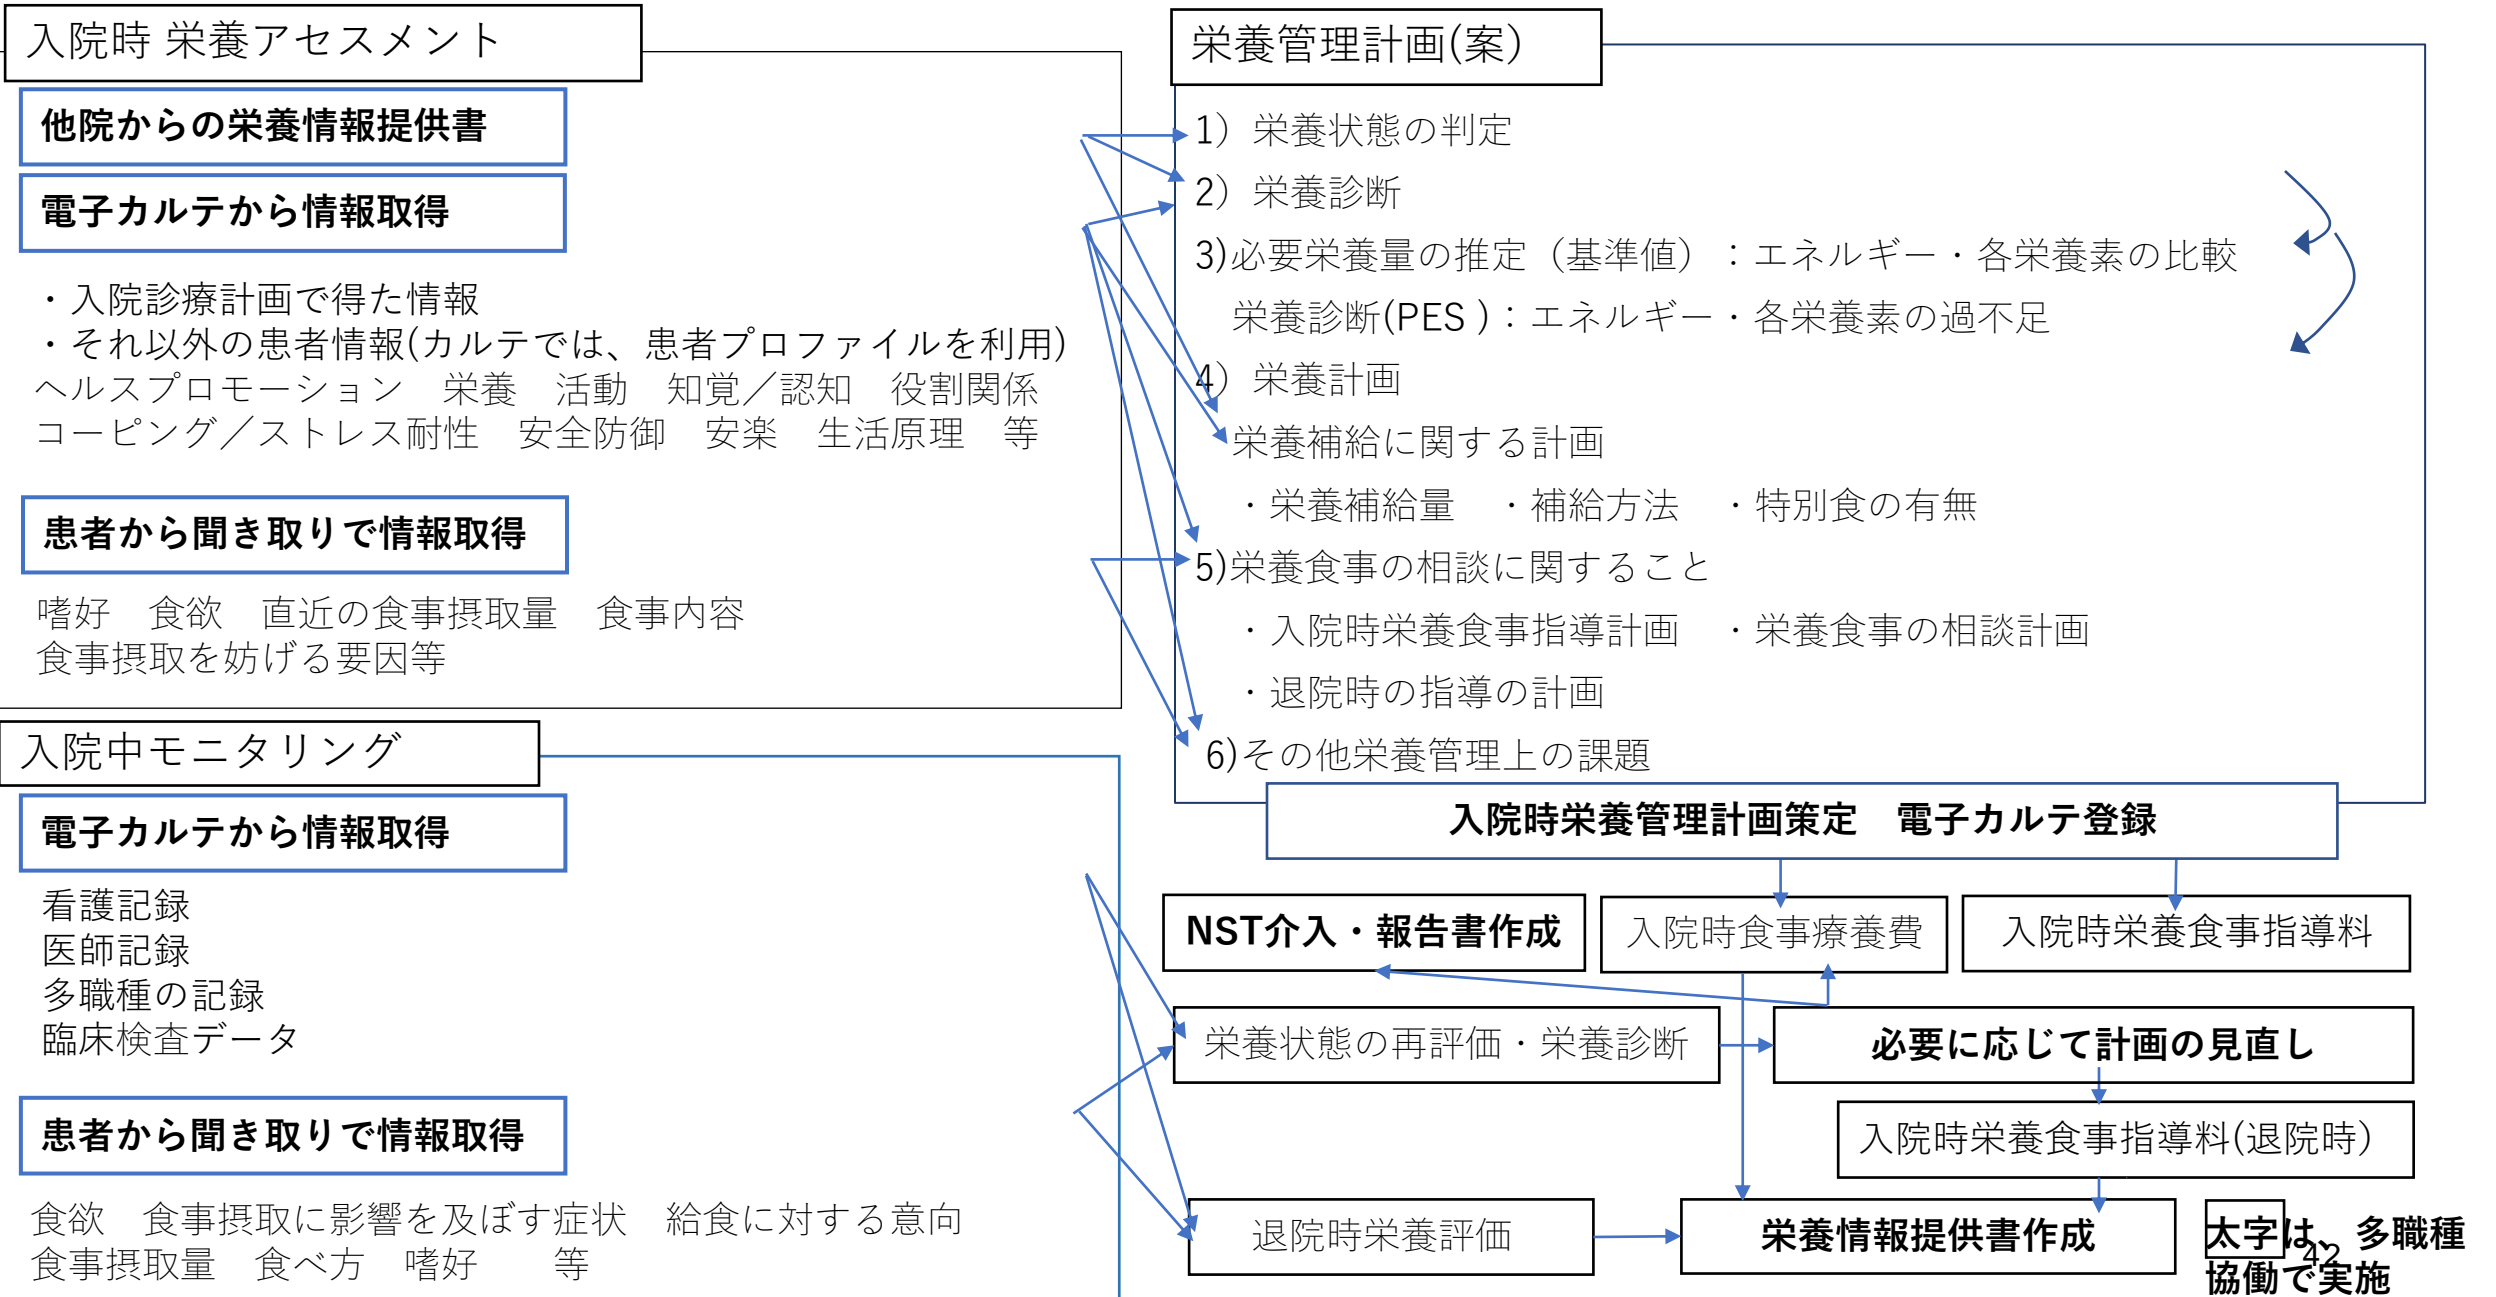 入院時 栄養アセスメント
他院からの栄養情報提供書
電子カルテから情報取得
・入院診療計画で得た情報
・それ以外の患者情報(カルテでは、患者プロファイルを利用)
ヘルスプロモーション　栄養　活動　知覚／認知　役割関係
コーピング／ストレス耐性　安全防御　安楽　生活原理　等
患者から聞き取りで情報取得
嗜好　食欲　直近の食事摂取量　食事内容
食事摂取を妨げる要因等
入院中モニタリング
電子カルテから情報取得
看護記録
医師記録
多職種の記録
臨床検査データ
患者から聞き取りで情報取得
食欲　食事摂取に影響を及ぼす症状　給食に対する意向
食事摂取量　食べ方　嗜好　　等
栄養管理計画(案)
1）栄養状態の判定
2）栄養診断
3)必要栄養量の推定（基準値）：エネルギー・各栄養素の比較
栄養診断(PES )：エネルギー・各栄養素の過不足
4）栄養計画
栄養補給に関する計画
・栄養補給量　・補給方法　・特別食の有無
5)栄養食事の相談に関すること
・入院時栄養食事指導計画　・栄養食事の相談計画
・退院時の指導の計画
6)その他栄養管理上の課題
入院時栄養管理計画策定　電子カルテ登録
NST介入・報告書作成
入院時食事療養費
入院時栄養食事指導料
栄養状態の再評価・栄養診断
必要に応じて計画の見直し
入院時栄養食事指導料(退院時)
退院時栄養評価
栄養情報提供書作成
太字は、多職種
協働で実施
42